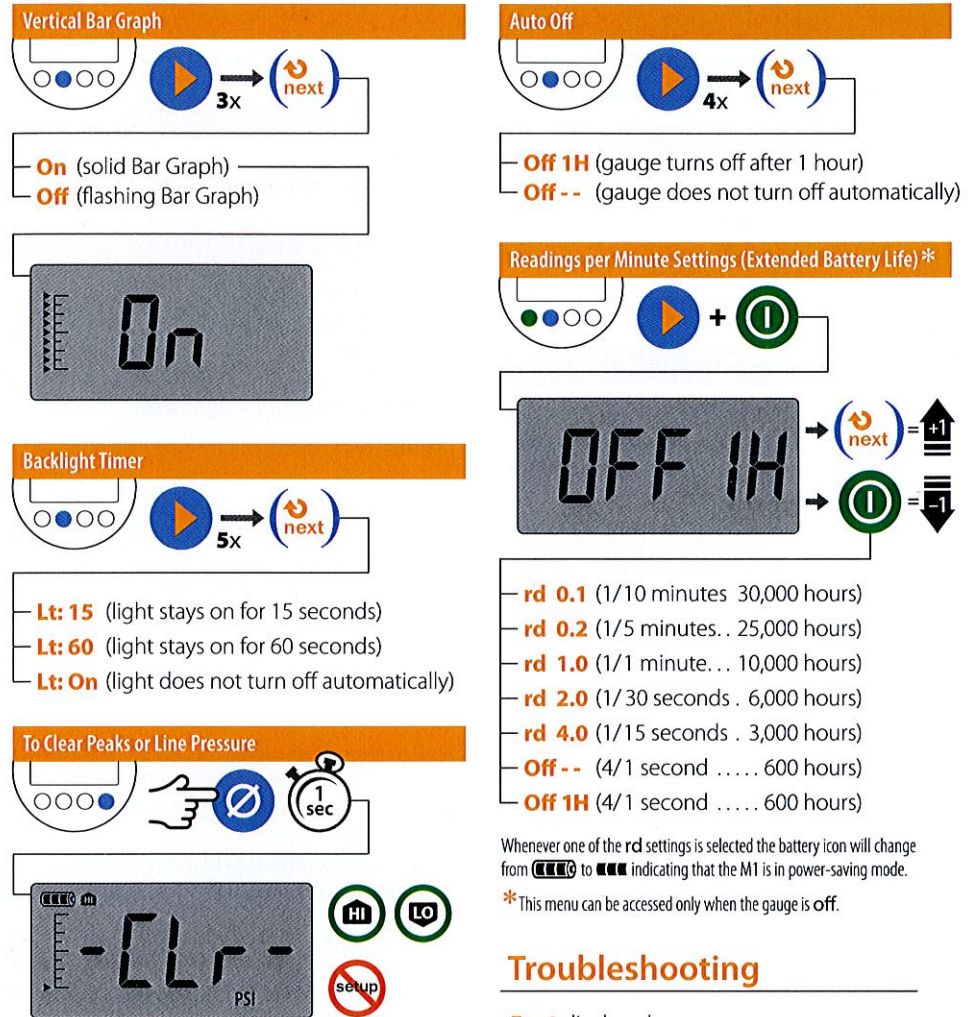 Vertical Bar Graph
3x
next
On (solid Bar Graph)
Off (flashing Bar Graph)
On
Backlight Timer
5x
next
Lt: 15 (light stays on for 15 seconds)
Lt: 60 (light stays on for 60 seconds)
Lt: On (light does not turn off automatically)
To Clear Peaks or Line Pressure
1
sec
HI
-CLr-
PSI
HI
LO
setup
Auto Off
4x
next
Off 1H (gauge turns off after 1 hour)
Off - - (gauge does not turn off automatically)
Readings per Minute Settings (Extended Battery Life) *
+
OFF 1H
next
= +1
= -1
rd 0.1 (1/10 minutes 30,000 hours)
rd 0.2 (1/5 minutes.. 25,000 hours)
rd 1.0 (1/1 minute... 10,000 hours)
rd 2.0 (1/ 30 seconds . 6,000 hours)
rd 4.0 (1/15 seconds . 3,000 hours)
Off - - (4/1 second ..... 600 hours)
Off 1H (4/1 second ..... 600 hours)
Whenever one of the rd settings is selected the battery icon will change
from to indicating that the M1 is in power-saving mode.
* This menu can be accessed only when the gauge is off.
Troubleshooting